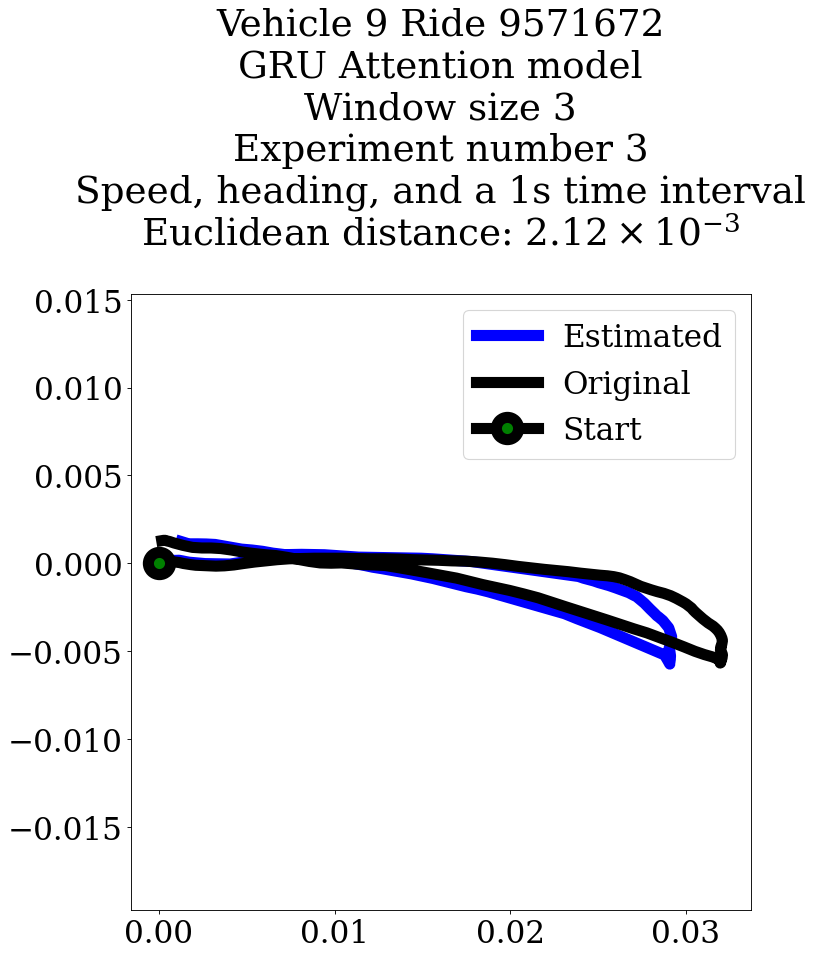 Vehicle 9 Ride 9571672
GRU Attention model
Window size 3
Experiment number 3
Speed, heading, and a 1s time interval
Euclidean distance: 2.12 × 10⁻³
0.015
0.010
0.005
0.000
−0.005
−0.010
−0.015
Estimated
Original
Start
0.00 0.01 0.02 0.03